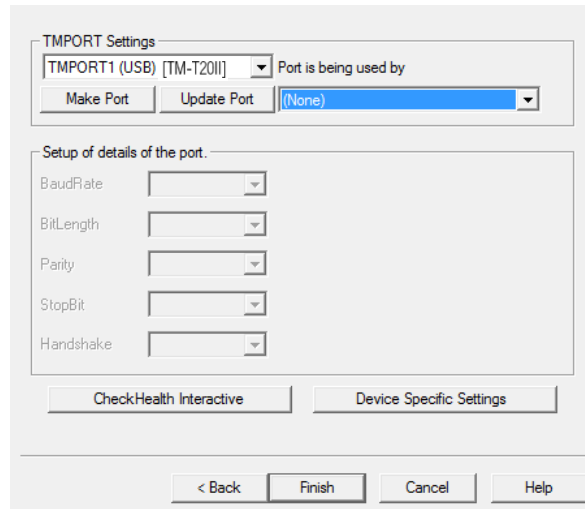 TMPORT Settings
TMPORT1 (USB) [TM-T20II] Port is being used by
Make Port Update Port (None)
Setup of details of the port.
BaudRate
BitLength
Parity
StopBit
Handshake
CheckHealth Interactive Device Specific Settings
< Back Finish Cancel Help